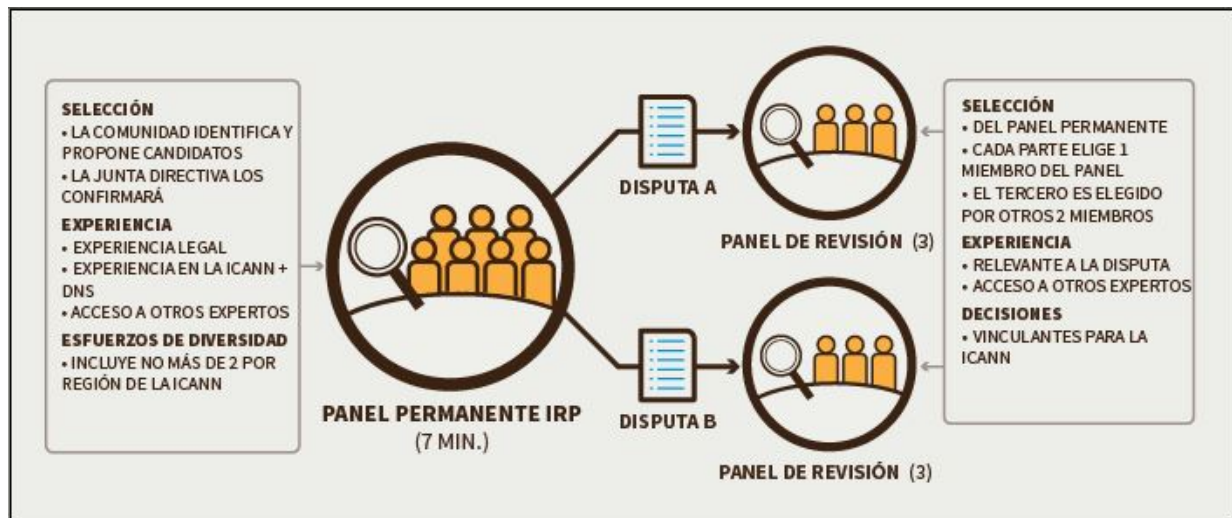 SELECCIÓN
• LA COMUNIDAD IDENTIFICA Y
PROPONE CANDIDATOS
• LA JUNTA DIRECTIVA LOS
CONFIRMARÁ
EXPERIENCIA
• EXPERIENCIA LEGAL
• EXPERIENCIA EN LA ICANN +
DNS
• ACCESO A OTROS EXPERTOS
ESFUERZOS DE DIVERSIDAD
• INCLUYE NO MÁS DE 2 POR
REGIÓN DE LA ICANN
PANEL PERMANENTE IRP
(7 MIN.)
DISPUTA A
PANEL DE REVISIÓN (3)
DISPUTA B
PANEL DE REVISIÓN (3)
SELECCIÓN
• DEL PANEL PERMANENTE
• CADA PARTE ELIGE 1
MIEMBRO DEL PANEL
• EL TERCERO ES ELEGIDO
POR OTROS 2 MIEMBROS
EXPERIENCIA
• RELEVANTE A LA DISPUTA
• ACCESO A OTROS EXPERTOS
DECISIONES
• VINCULANTES PARA LA
ICANN